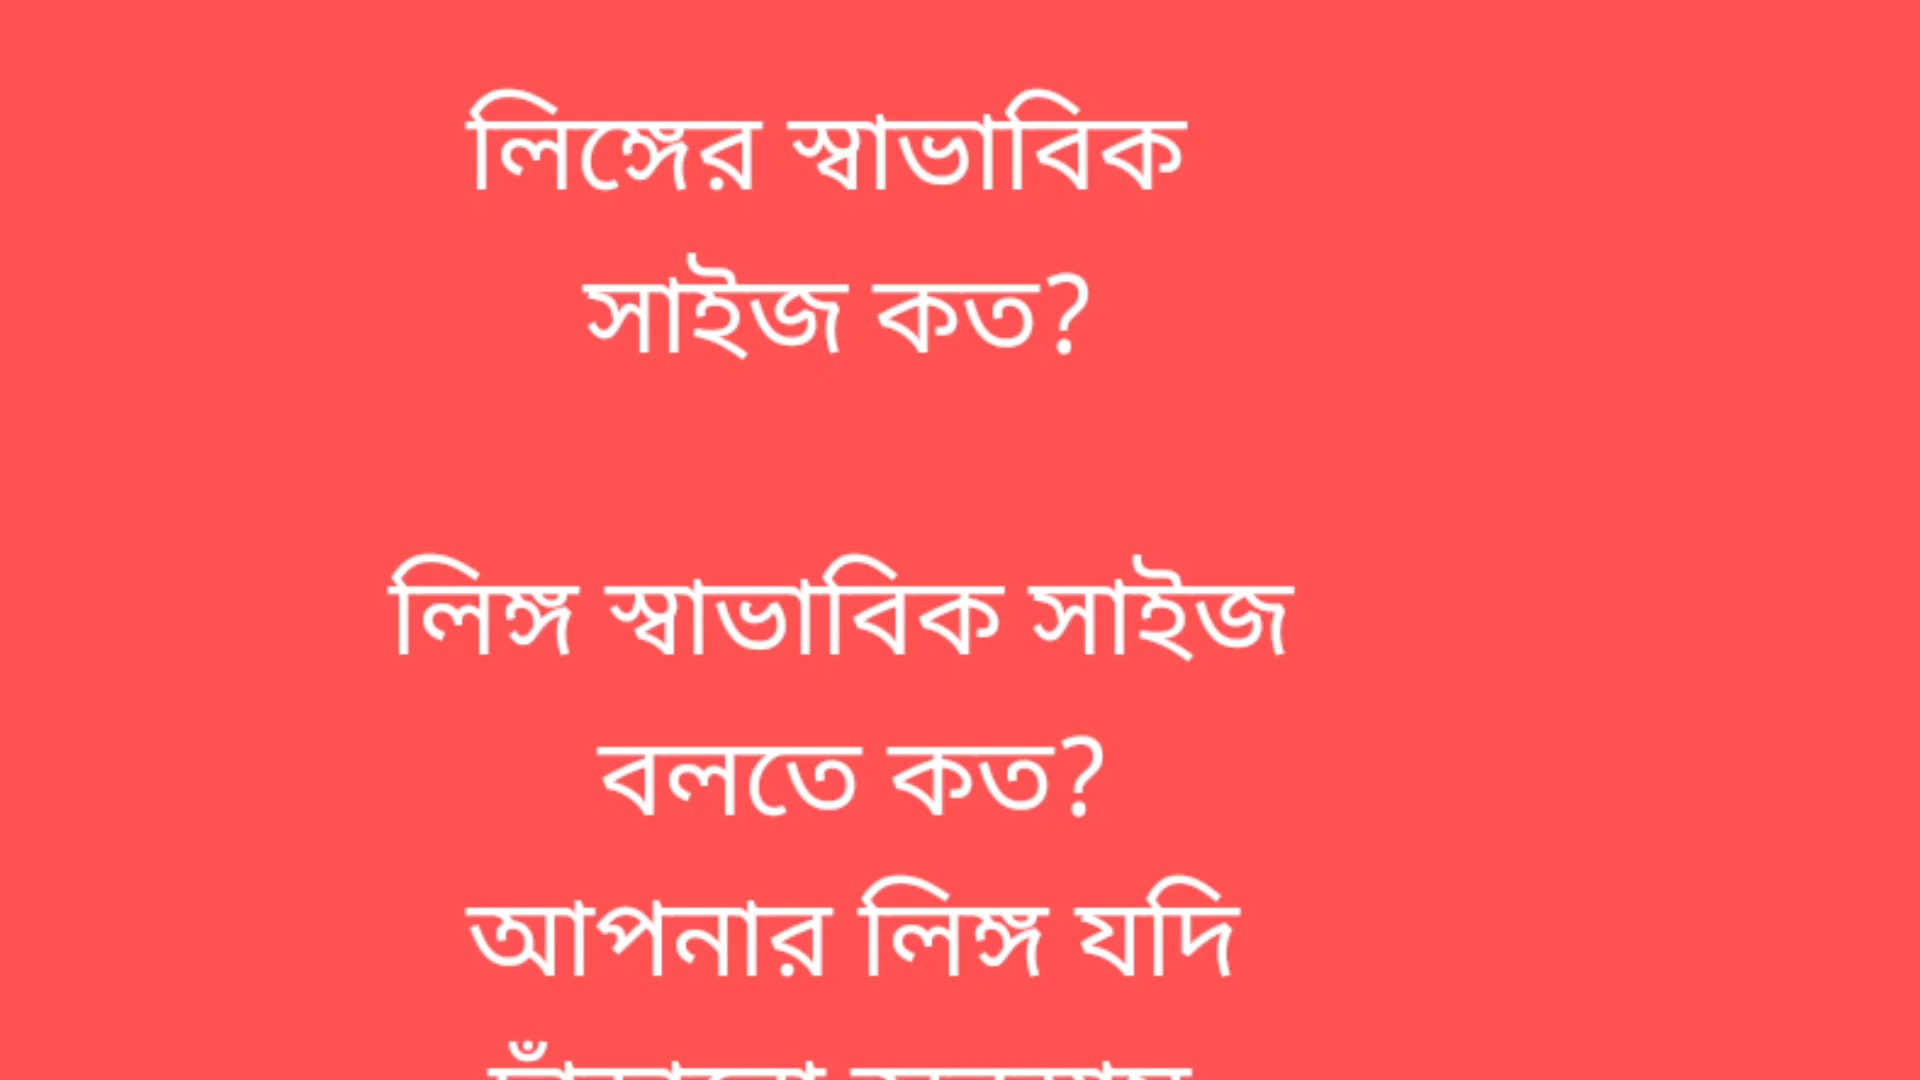 লিঙ্গের স্বাভাবিক
সাইজ কত?
লিঙ্গ স্বাভাবিক সাইজ
বলতে কত?
আপনার লিঙ্গ যদি